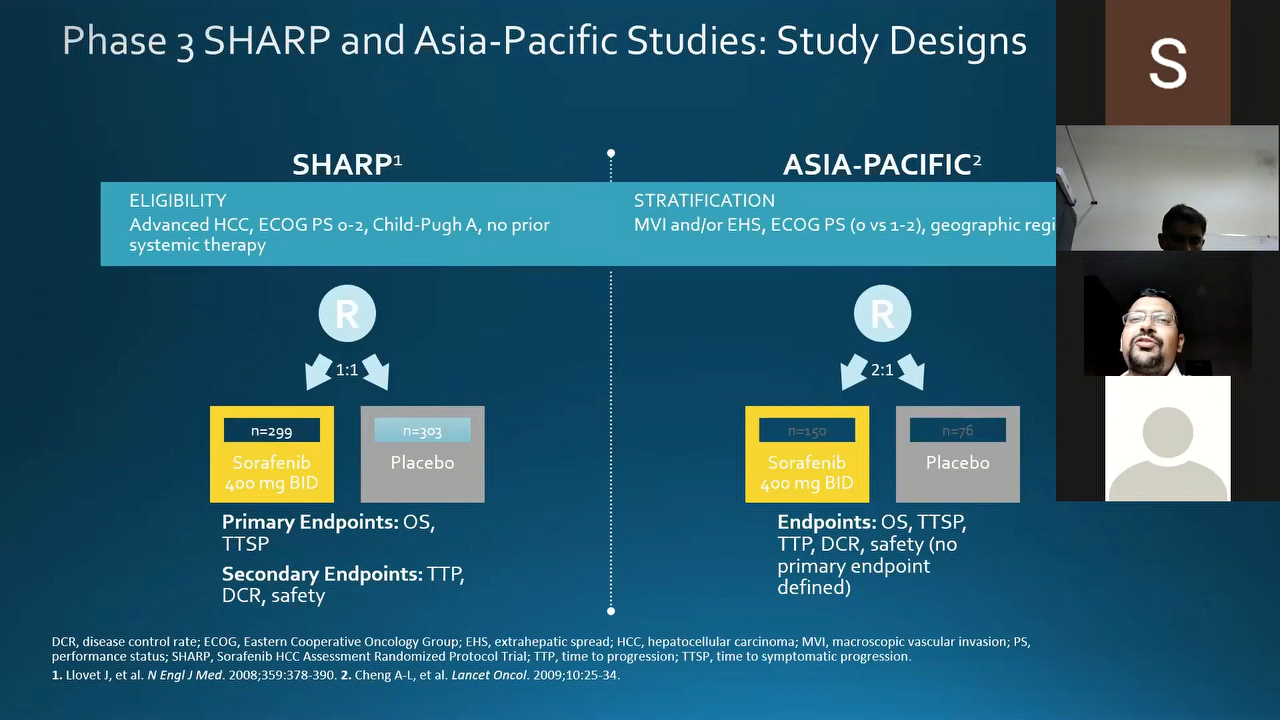 Phase 3 SHARP and Asia-Pacific Studies: Study Designs
S
SHARP1
ASIA-PACIFIC2
ELIGIBILITY
Advanced HCC, ECOG PS 0-2, Child-Pugh A, no prior
systemic therapy
STRATIFICATION
MVI and/or EHS, ECOG PS (0 vs 1-2), geographic regi
R
1:1
n=299
Sorafenib
400 mg BID
n=303
Placebo
Primary Endpoints: OS,
TTSP
Secondary Endpoints: TTP,
DCR, safety
R
2:1
n=150
Sorafenib
400 mg BID
n=76
Placebo
Endpoints: OS, TTSP,
TTP, DCR, safety (no
primary endpoint
defined)
DCR, disease control rate; ECOG, Eastern Cooperative Oncology Group; EHS, extrahepatic spread; HCC, hepatocellular carcinoma; MVI, macroscopic vascular invasion; PS,
performance status; SHARP, Sorafenib HCC Assessment Randomized Protocol Trial; TTP, time to progression; TTSP, time to symptomatic progression.
1. Llovet J, et al. N Engl J Med. 2008;359:378-390. 2. Cheng A-L, et al. Lancet Oncol. 2009;10:25-34.